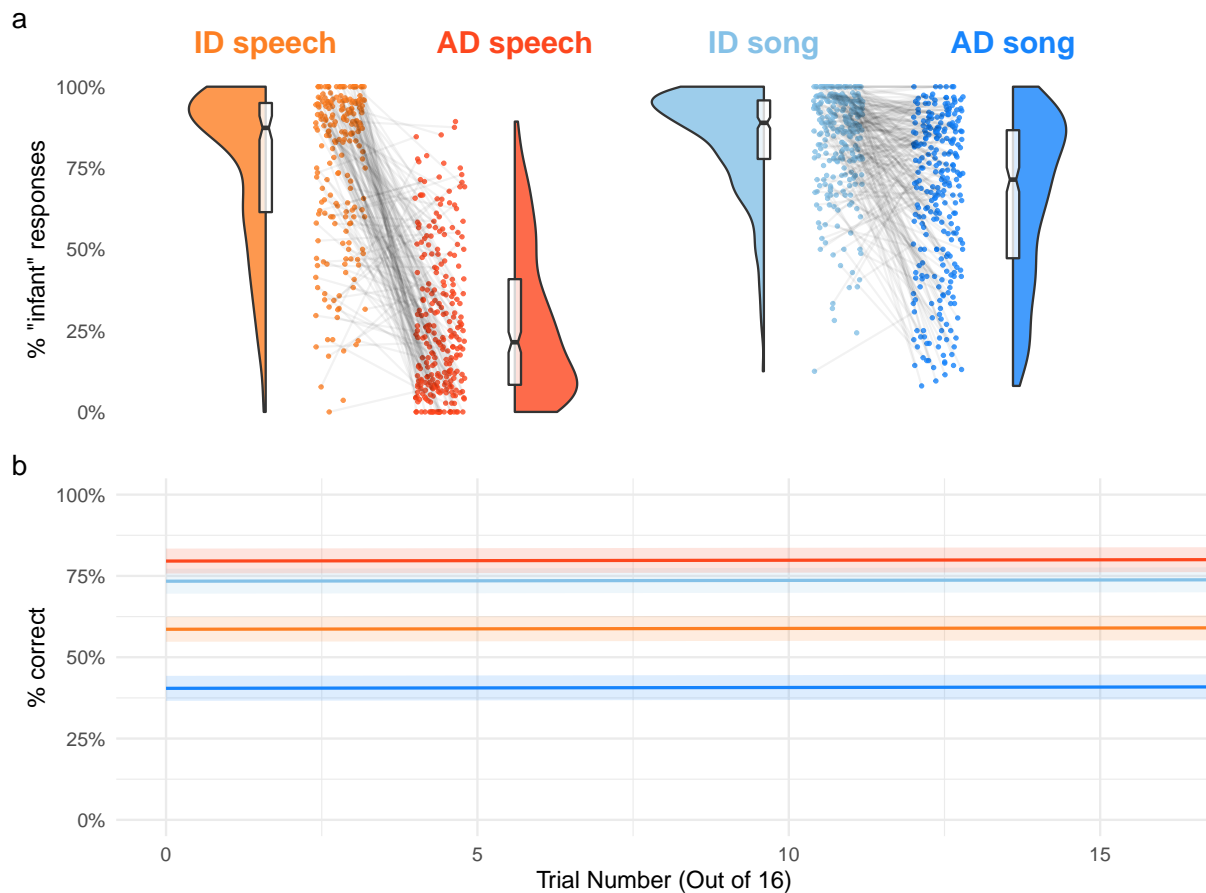 a
ID speech AD speech ID song AD song
% "infant" responses
100%
75%
50%
25%
0%
b
% correct
100%
75%
50%
25%
0%
0 5 10 15
Trial Number (Out of 16)